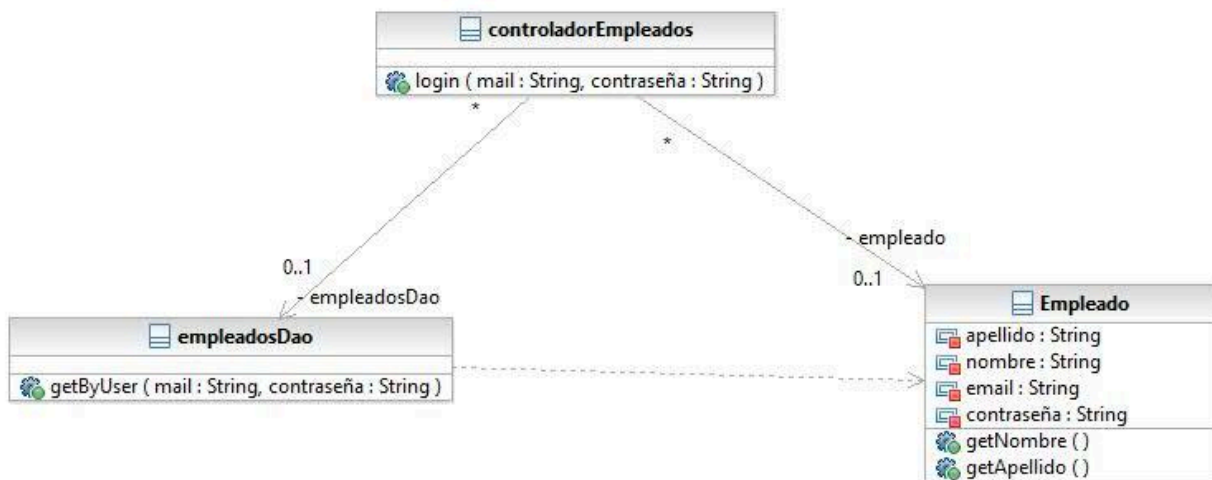 controladorEmpleados
login ( mail : String, contraseña : String )
*
*
- empleado
0..1
0..1
- empleadosDao
Empleado
empleadosDao
apellido : String
nombre : String
getByUser ( mail : String, contraseña : String )
email : String
contraseña : String
getNombre ( )
getApellido ( )